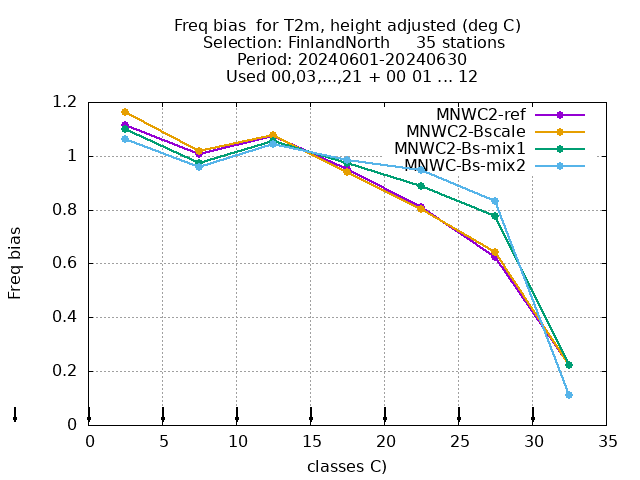 Freq bias  for T2m, height adjusted (deg C)
Selection: FinlandNorth     35 stations
Period: 20240601-20240630
Used 00,03,...,21 + 00 01 ... 12
MNWC2-ref
MNWC2-Bscale
MNWC2-Bs-mix1
MNWC-Bs-mix2
1.2
1
0.8
0.6
0.4
0.2
0
Freq bias
0 5 10 15 20 25 30 35
classes C)